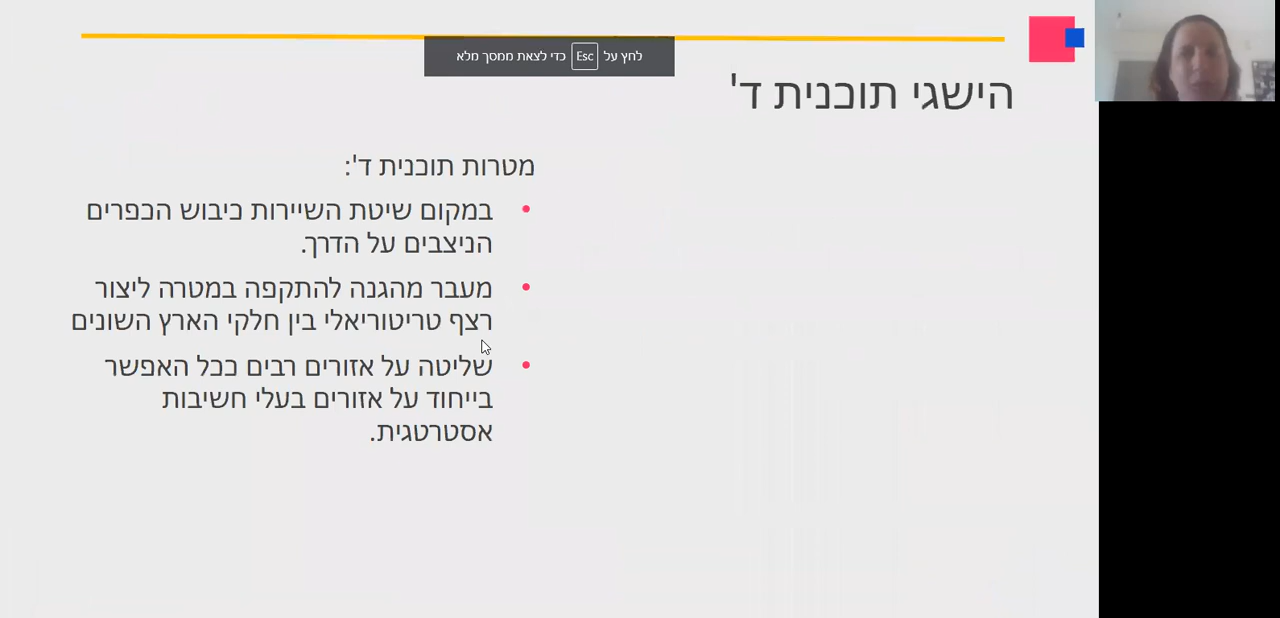 לחץ על Esc כדי לצאת ממסך מלא
הישגי תוכנית ד'
מטרות תוכנית ד':
במקום שיטת השיירות כיבוש הכפרים
הניצבים על הדרך.
מעבר מהגנה להתקפה במטרה ליצור
רצף טריטוריאלי בין חלקי הארץ השונים
שליטה על אזורים רבים ככל האפשר
בייחוד על אזורים בעלי חשיבות
אסטרטגית.